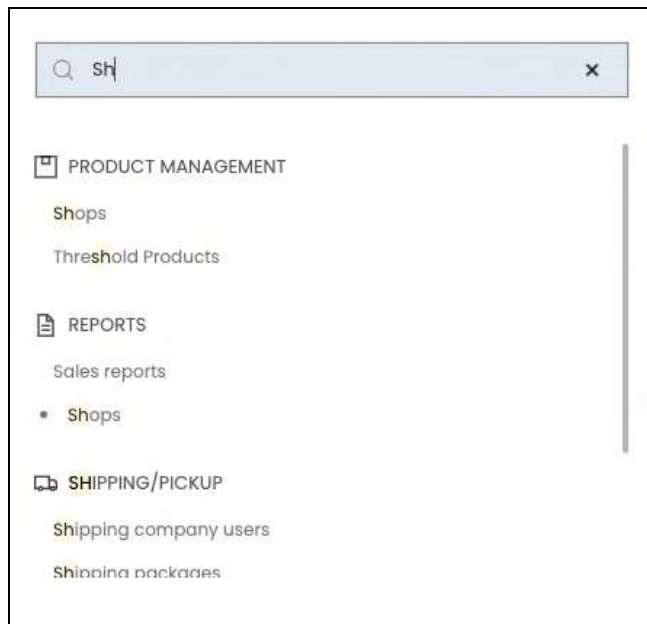 Sh
PRODUCT MANAGEMENT
Shops
Threshold Products
REPORTS
Sales reports
Shops
SHIPPING/PICKUP
Shipping company users
Shipping packages